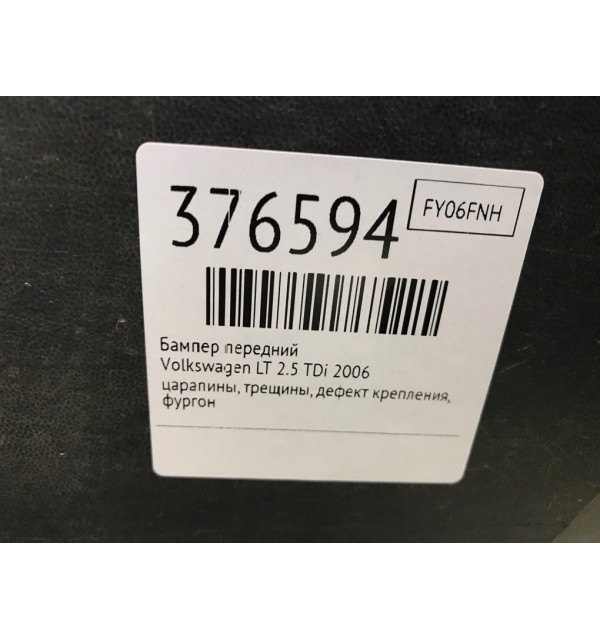 376594
FY06FNH
Бампер передний
Volkswagen LT 2.5 TDi 2006
царапины, трещины, дефект крепления,
фургон